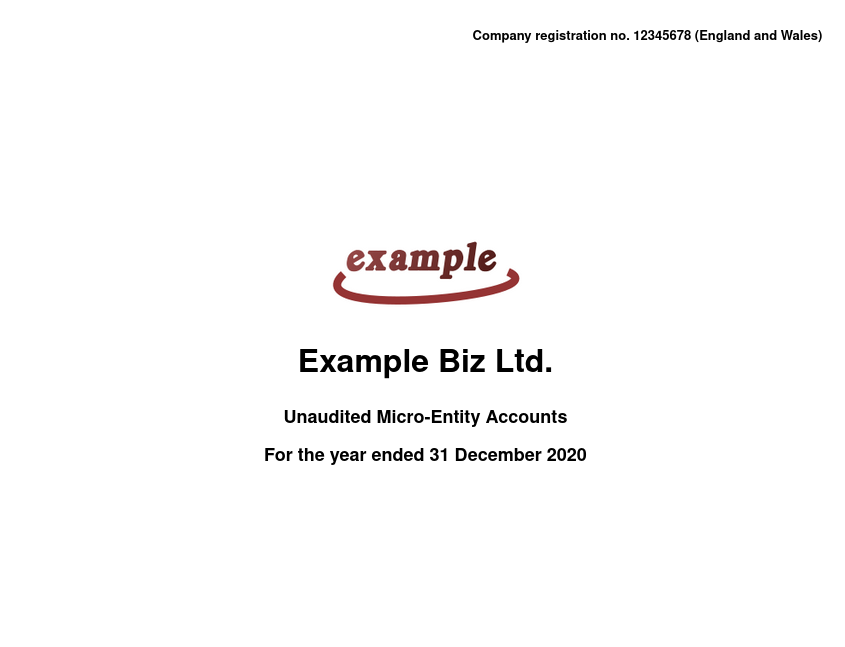 Company registration no. 12345678 (England and Wales)
example
Example Biz Ltd.
Unaudited Micro-Entity Accounts
For the year ended 31 December 2020